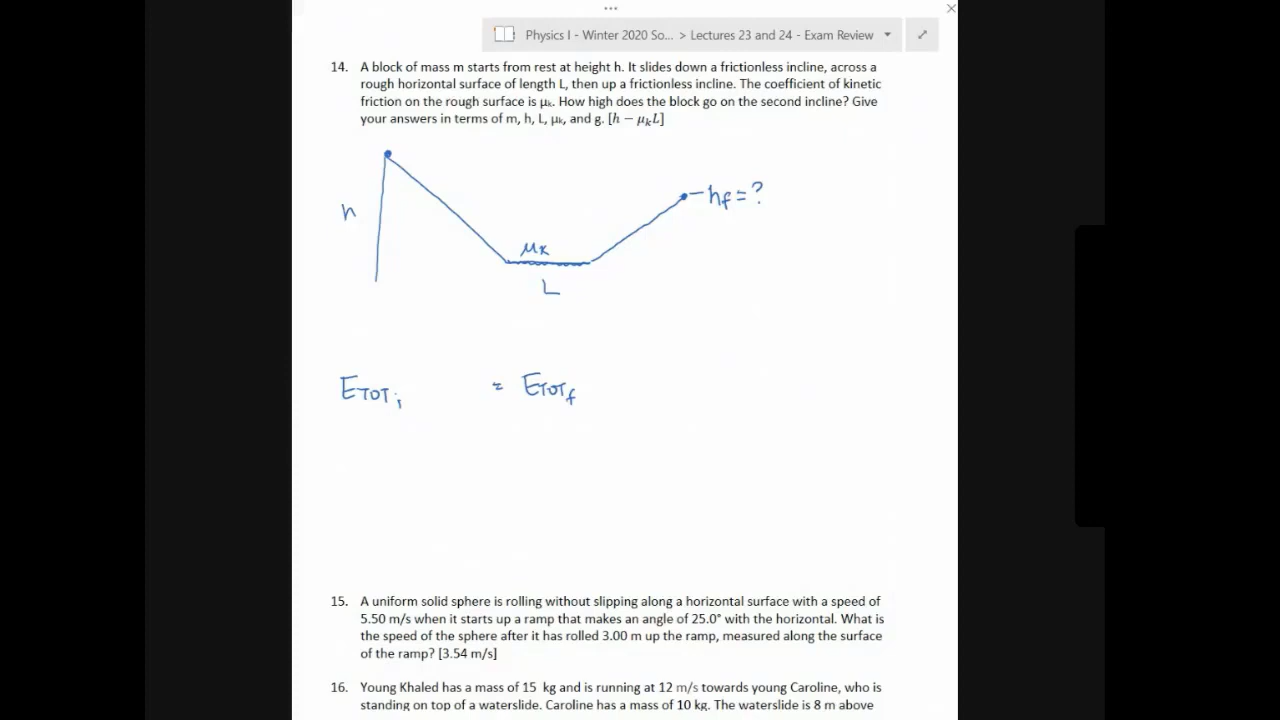 Physics I - Winter 2020 So... > Lectures 23 and 24 - Exam Review
14. A block of mass m starts from rest at height h. It slides down a frictionless incline, across a
rough horizontal surface of length L, then up a frictionless incline. The coefficient of kinetic
friction on the rough surface is μₖ. How high does the block go on the second incline? Give
your answers in terms of m, h, L, μₖ, and g. [h − μₖL]
h
hf = ?
μk
L
ETOTi = ETOTf
15. A uniform solid sphere is rolling without slipping along a horizontal surface with a speed of
5.50 m/s when it starts up a ramp that makes an angle of 25.0° with the horizontal. What is
the speed of the sphere after it has rolled 3.00 m up the ramp, measured along the surface
of the ramp? [3.54 m/s]
16. Young Khaled has a mass of 15 kg and is running at 12 m/s towards young Caroline, who is
standing on top of a waterslide. Caroline has a mass of 10 kg. The waterslide is 8 m above